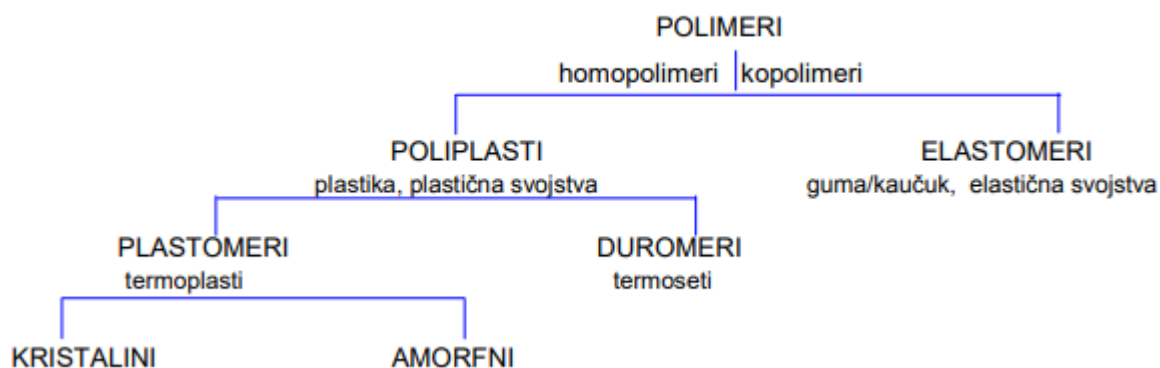 POLIMERI
homopolimeri kopolimeri
POLIPLASTI
plastika, plastična svojstva
ELASTOMERI
guma/kaučuk, elastična svojstva
PLASTOMERI
termoplasti
DUROMERI
termoseti
KRISTALINI
AMORFNI